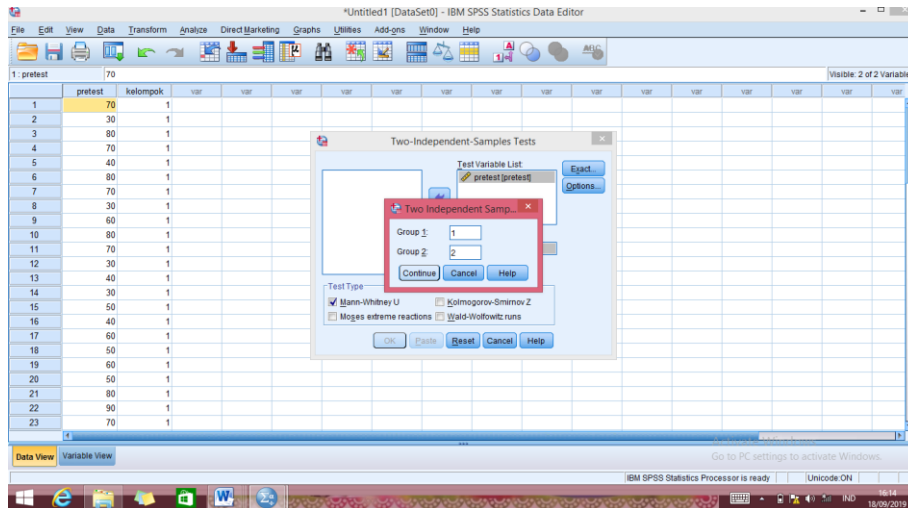 *Untitled1 [DataSet0] - IBM SPSS Statistics Data Editor
File Edit View Data Transform Analyze Direct Marketing Graphs Utilities Add-ons Window Help
1 : pretest 70 Visible: 2 of 2 Variable
pretest kelompok var var var var var var var var var var var var var var
1 70 1
2 30 1
3 80 1
4 70 1
5 40 1
6 80 1
7 70 1
8 30 1
9 60 1
10 80 1
11 70 1
12 30 1
13 40 1
14 30 1
15 50 1
16 40 1
17 60 1
18 50 1
19 60 1
20 50 1
21 80 1
22 90 1
23 70 1
Two-Independent-Samples Tests
Test Variable List:
pretest [pretest]
Exact...
Options...
Two Independent Samp...
Group 1: 1
Group 2: 2
Continue Cancel Help
Test Type
Mann-Whitney U Kolmogorov-Smirnov Z
Moses extreme reactions Wald-Wolfowitz runs
OK Paste Reset Cancel Help
Data View Variable View
Go to PC settings to activate Windows.
IBM SPSS Statistics Processor is ready Unicode:ON
IND
16:14
18/09/2019